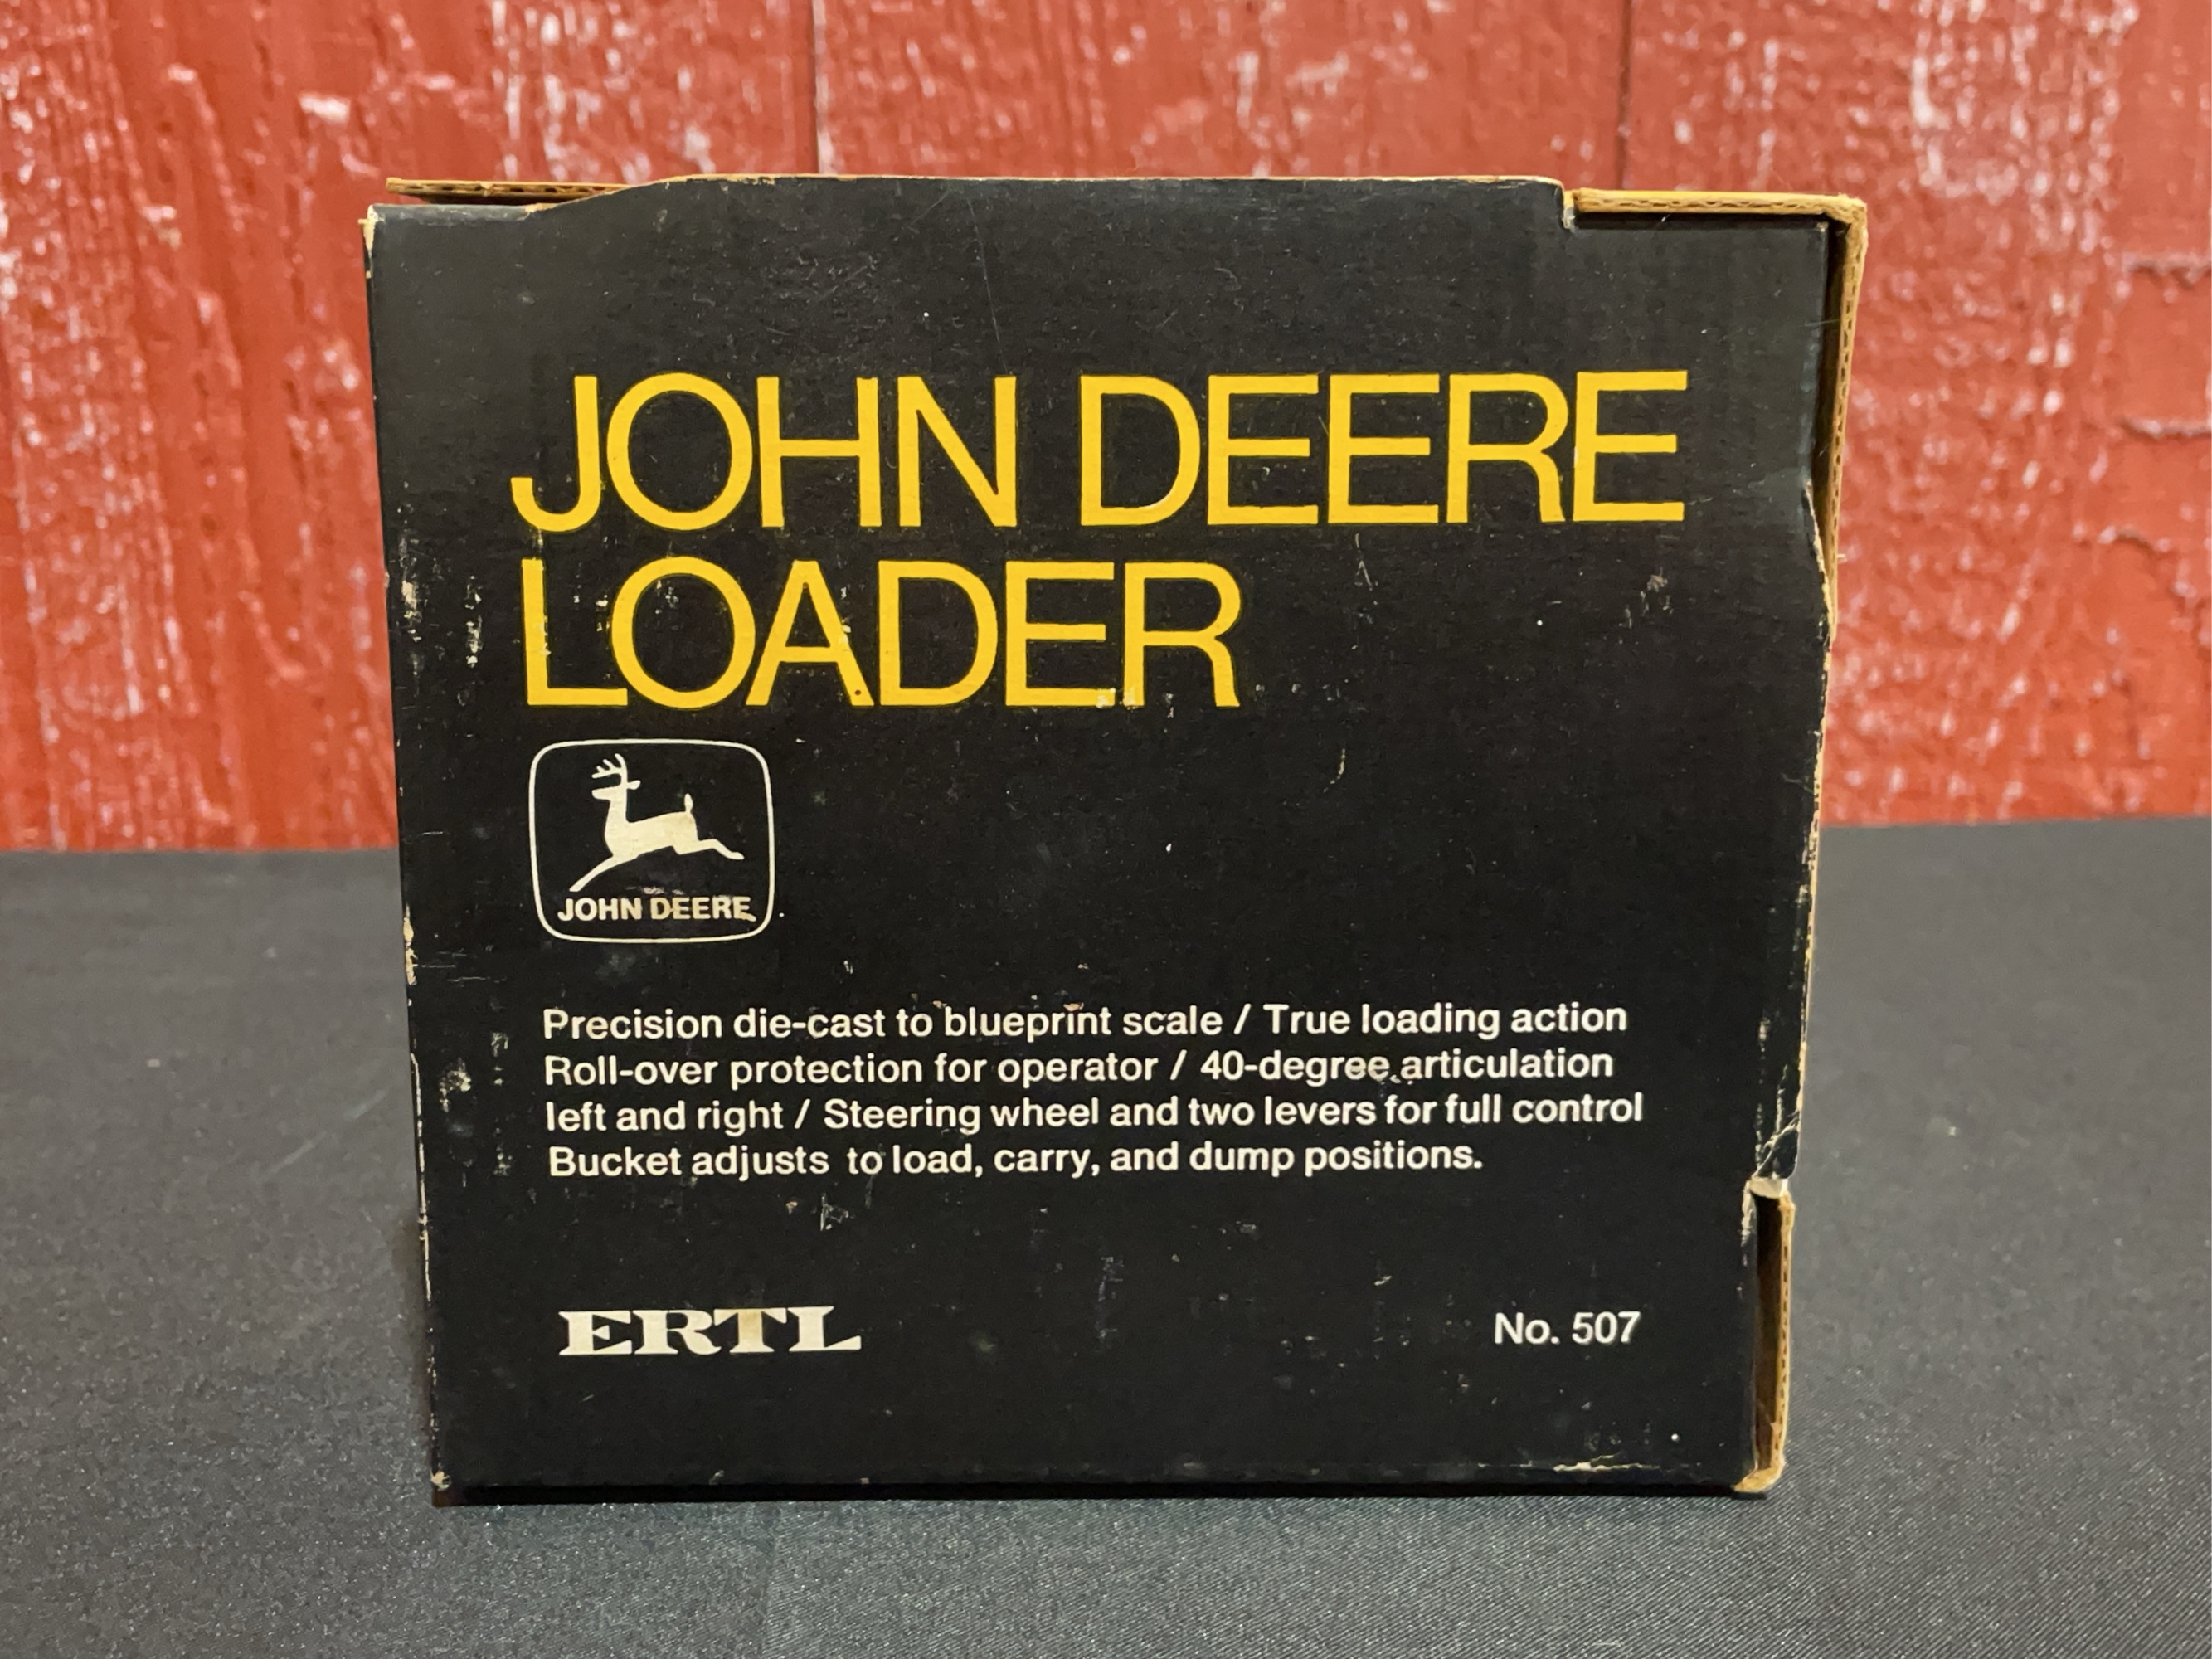 JOHN DEERE
LOADER
JOHN DEERE
Precision die-cast to blueprint scale / True loading action
Roll-over protection for operator / 40-degree articulation
left and right / Steering wheel and two levers for full control
Bucket adjusts to load, carry, and dump positions.
ERTL
No. 507